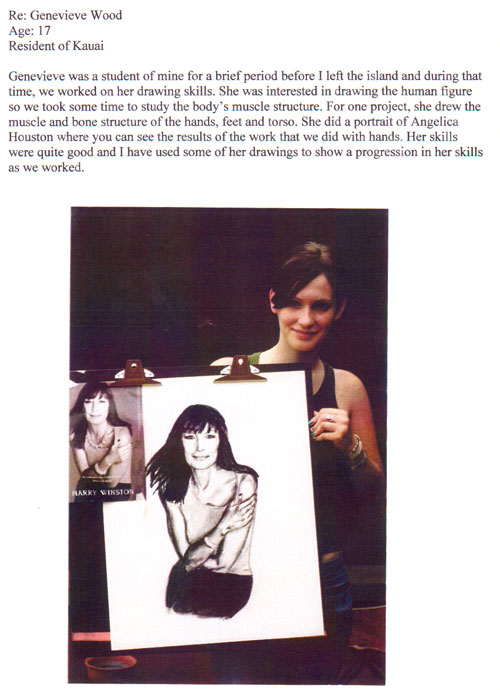 Re: Genevieve Wood
Age: 17
Resident of Kauai
Genevieve was a student of mine for a brief period before I left the island and during that
time, we worked on her drawing skills. She was interested in drawing the human figure
so we took some time to study the body's muscle structure. For one project, she drew the
muscle and bone structure of the hands, feet and torso. She did a portrait of Angelica
Houston where you can see the results of the work that we did with hands. Her skills
were quite good and I have used some of her drawings to show a progression in her skills
as we worked.
HARRY WINSTON